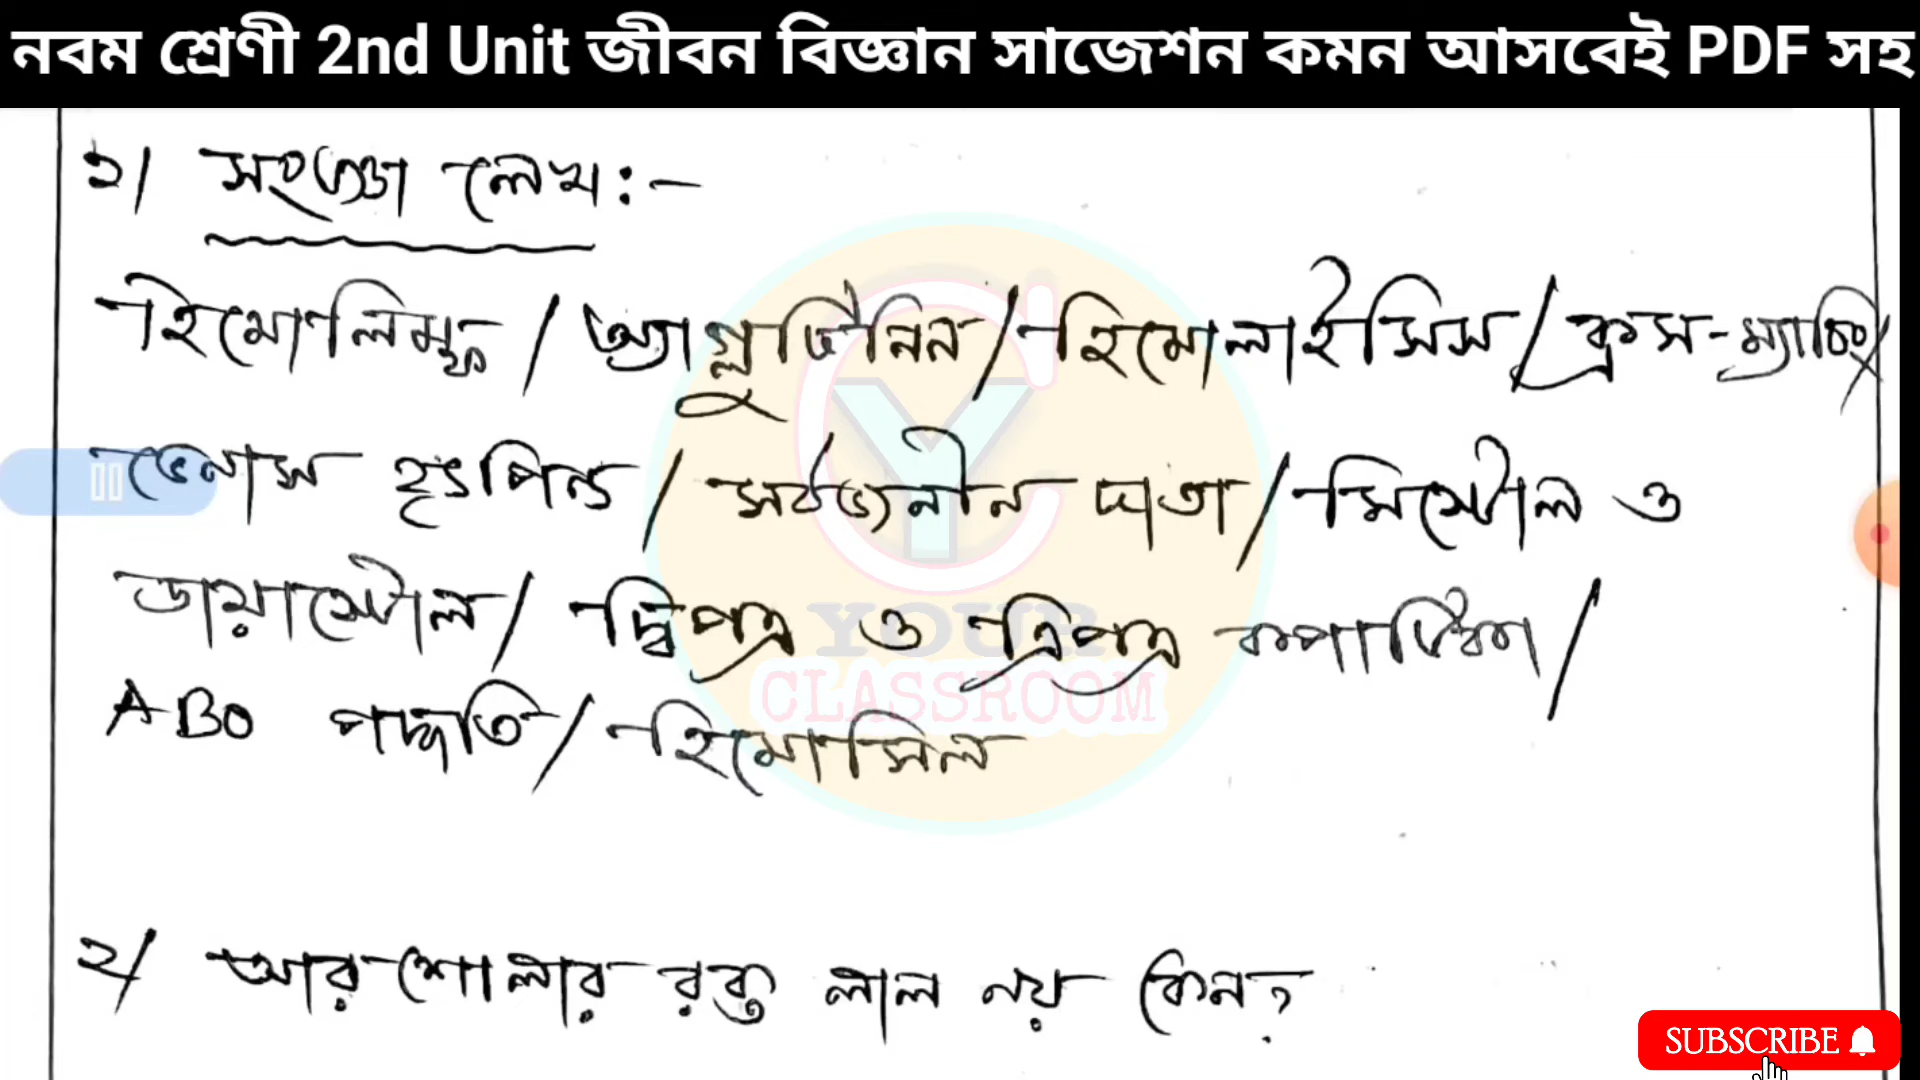 নবম শ্রেণী 2nd Unit জীবন বিজ্ঞান সাজেশন কমন আসবেই PDF সহ
১/ সংজ্ঞা লেখ:-
হিমোলিম্ফ / অ্যাগ্লুটিনিন / হিমোলাইসিস / ক্রস-ম্যাচিং /
ভেনাস হৃৎপিন্ড / সর্বজনীন দাতা / সিস্টোল ও
ডায়াস্টোল / দ্বিপত্র ও ত্রিপত্র কপাটিকা /
ABO পদ্ধতি / হিমোসিল
২/ আরশোলার রক্ত লাল নয় কেন?
YOUR
CLASSROOM
SUBSCRIBE